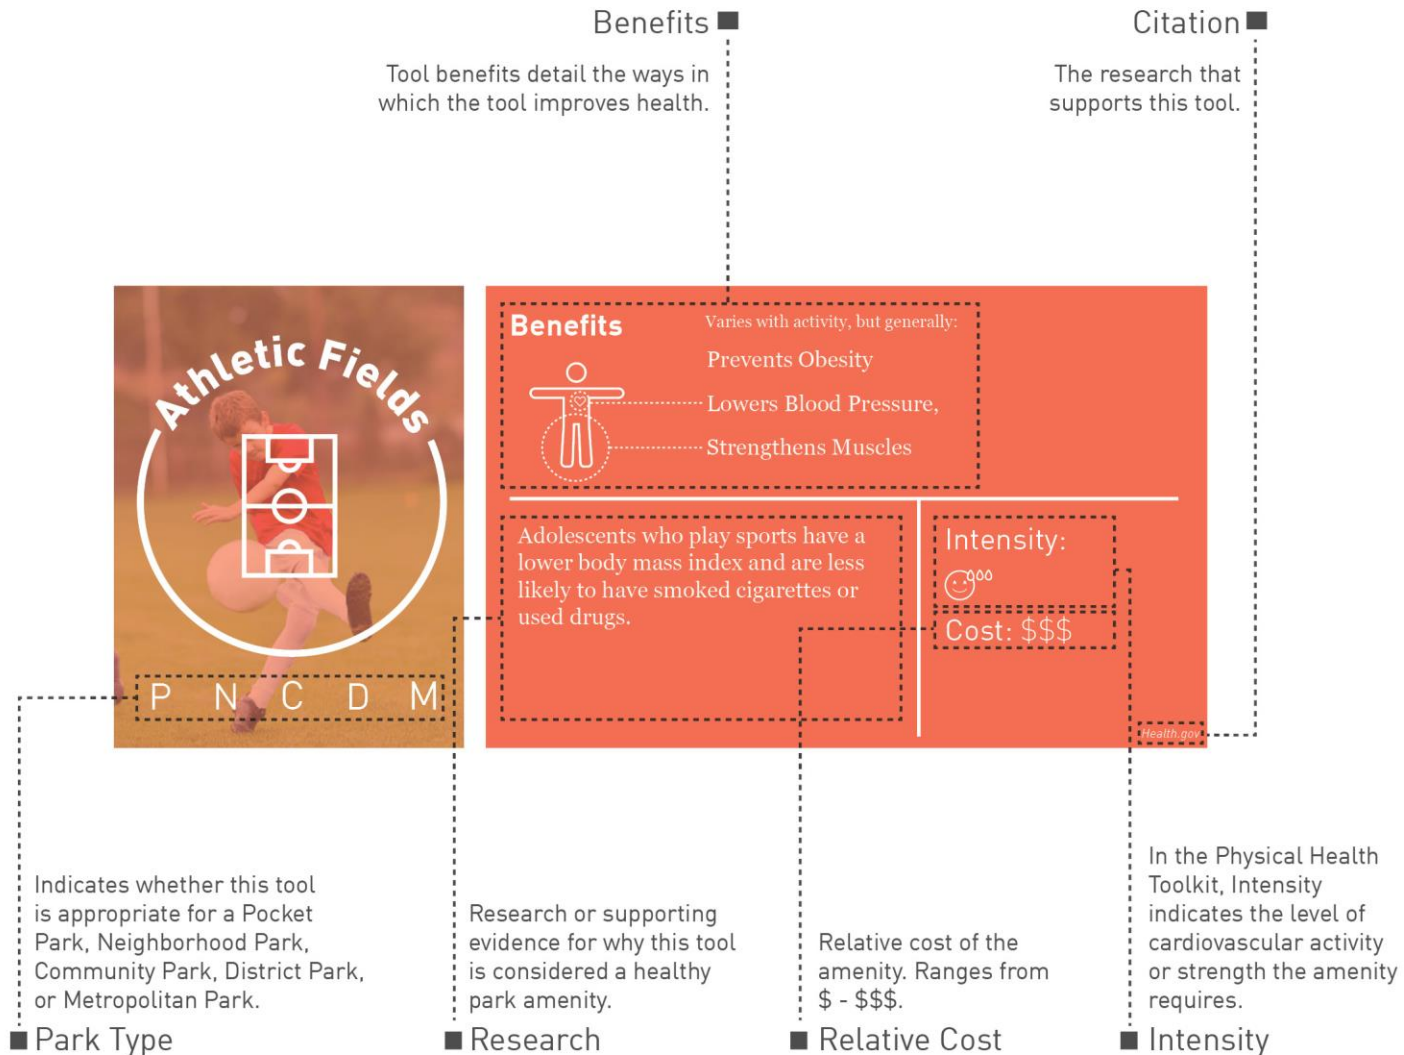 Benefits
Tool benefits detail the ways in
which the tool improves health.
Citation
The research that
supports this tool.
Athletic Fields
P N C D M
Benefits
Varies with activity, but generally:
Prevents Obesity
Lowers Blood Pressure,
Strengthens Muscles
Adolescents who play sports have a
lower body mass index and are less
likely to have smoked cigarettes or
used drugs.
Intensity:
Cost: $$$
Health.gov
Indicates whether this tool
is appropriate for a Pocket
Park, Neighborhood Park,
Community Park, District Park,
or Metropolitan Park.
Park Type
Research or supporting
evidence for why this tool
is considered a healthy
park amenity.
Research
Relative cost of the
amenity. Ranges from
$ - $$$.
Relative Cost
In the Physical Health
Toolkit, Intensity
indicates the level of
cardiovascular activity
or strength the amenity
requires.
Intensity